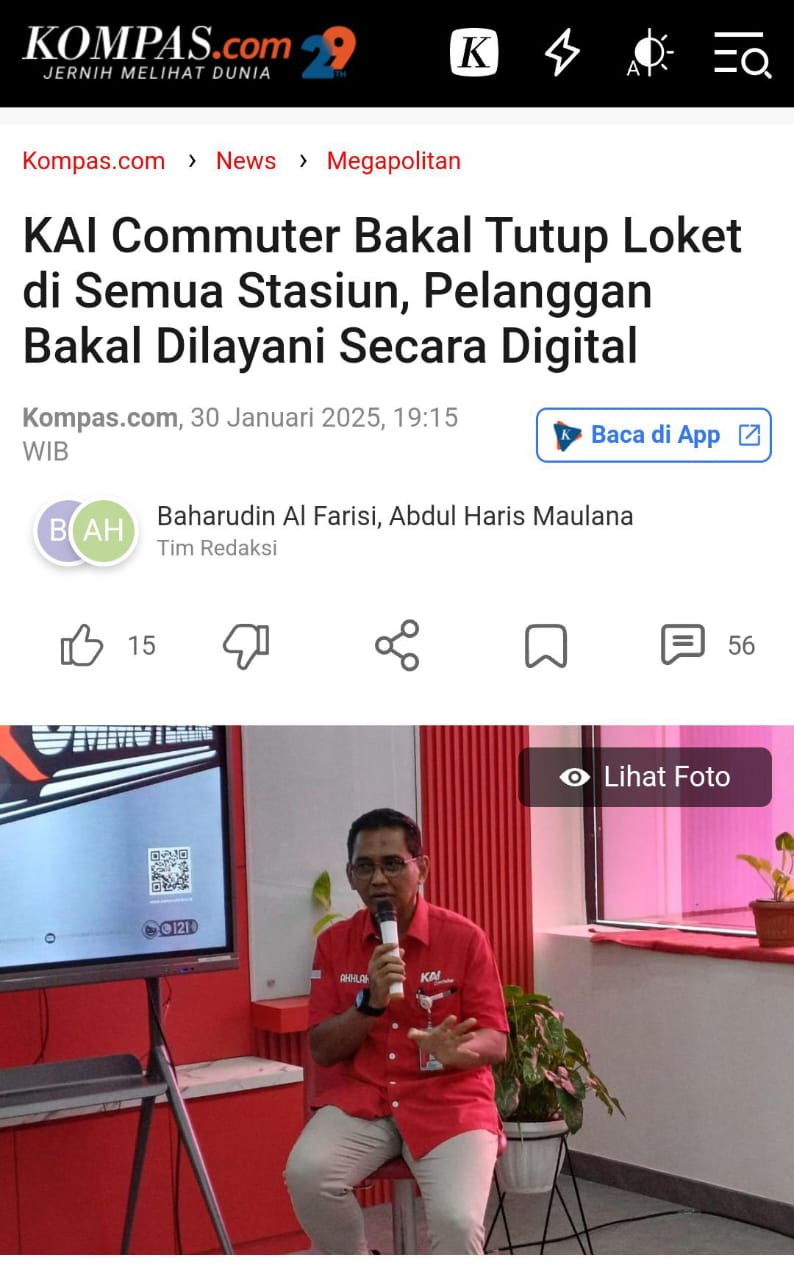 KOMPAS.com 29TH
JERNIH MELIHAT DUNIA
K
A
Kompas.com › News › Megapolitan
KAI Commuter Bakal Tutup Loket
di Semua Stasiun, Pelanggan
Bakal Dilayani Secara Digital
Kompas.com, 30 Januari 2025, 19:15
WIB
Baca di App
B AH
Baharudin Al Farisi, Abdul Haris Maulana
Tim Redaksi
15
56
Lihat Foto
121
KAI